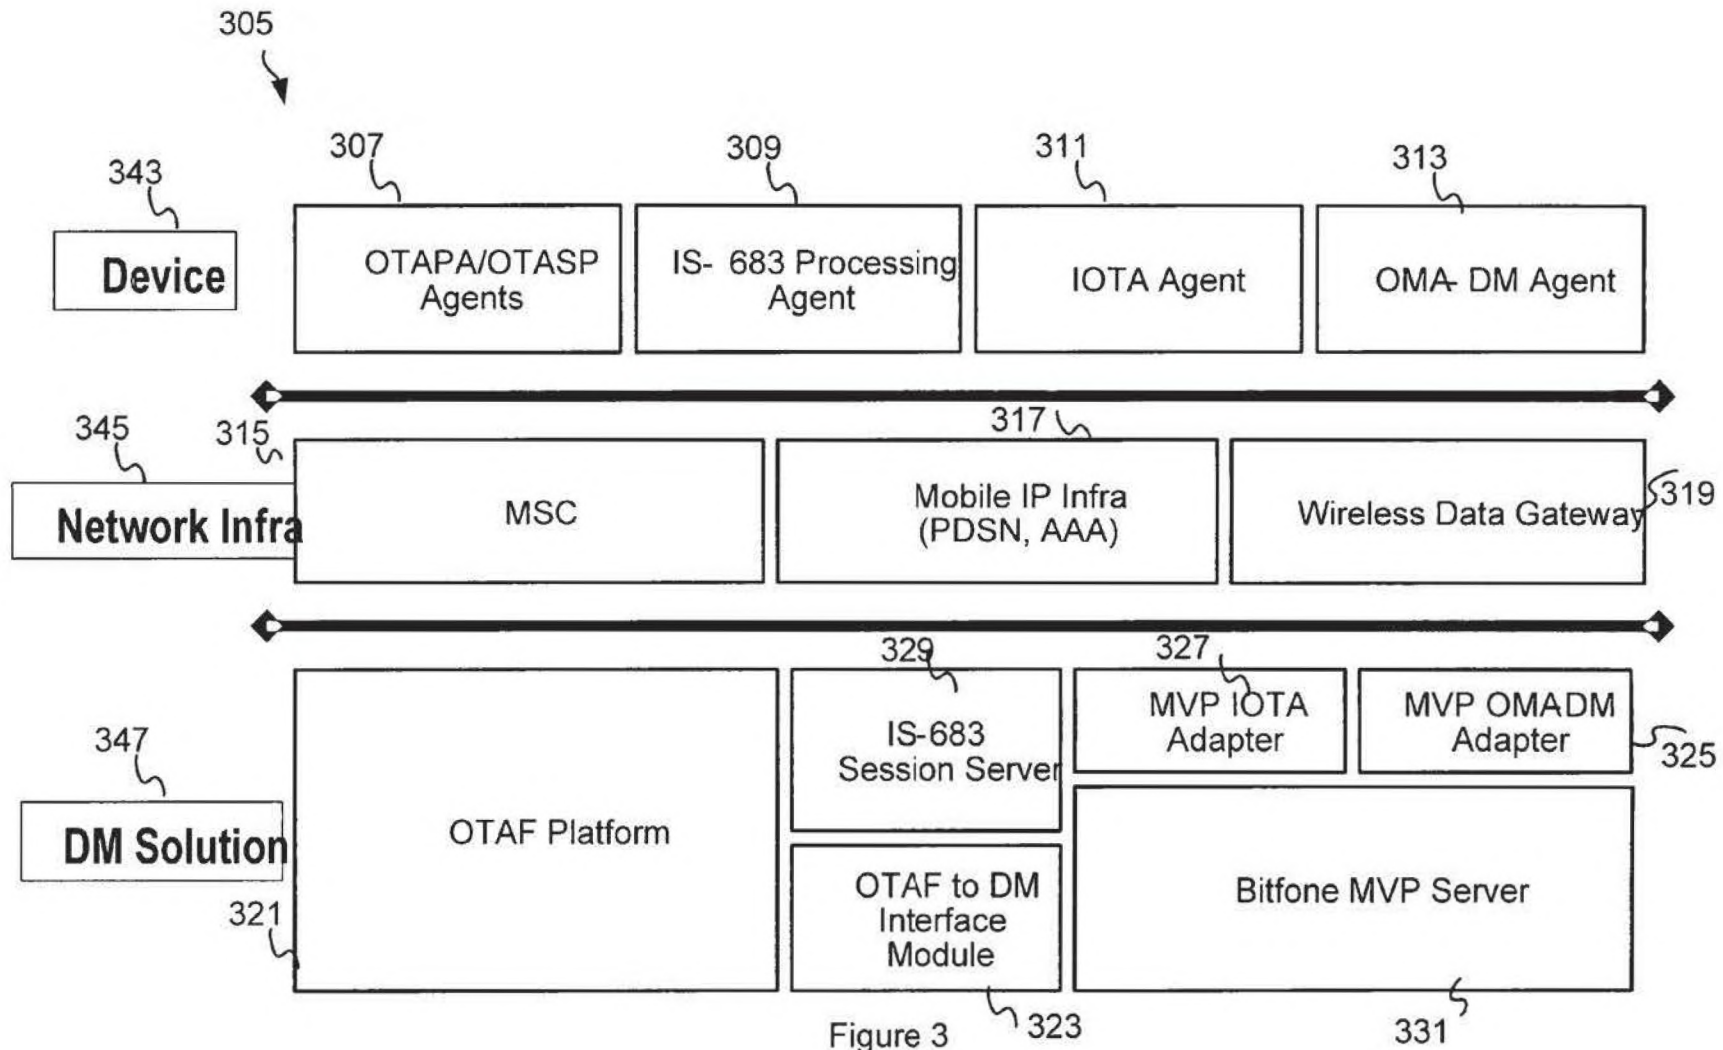 305
307
309
311
313
343
Device
OTAPA/OTASP
Agents
IS- 683 Processing
Agent
IOTA Agent
OMA- DM Agent
345
315
317
319
Network Infra
MSC
Mobile IP Infra
(PDSN, AAA)
Wireless Data Gateway
329
327
325
347
321
DM Solution
OTAF Platform
IS-683
Session Server
MVP IOTA
Adapter
MVP OMADM
Adapter
OTAF to DM
Interface
Module
Bitfone MVP Server
323
331
Figure 3